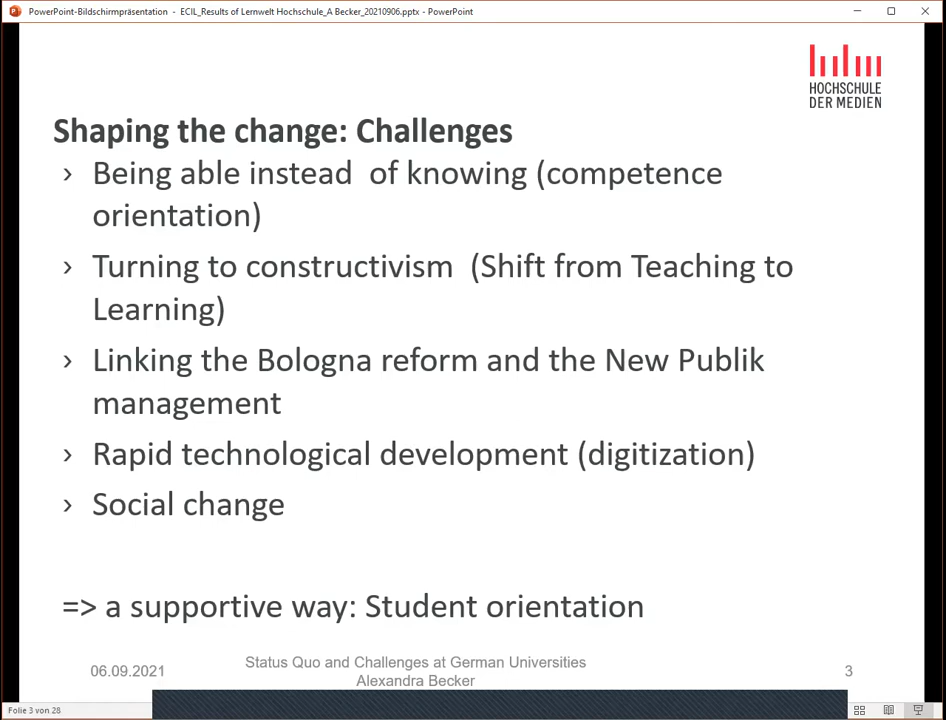 PowerPoint-Bildschirmpräsentation - ECIL_Results of Lernwelt Hochschule_A Becker_20210906.pptx - PowerPoint
HOCHSCHULE
DER MEDIEN
Shaping the change: Challenges
› Being able instead  of knowing (competence
orientation)
› Turning to constructivism  (Shift from Teaching to
Learning)
› Linking the Bologna reform and the New Publik
management
› Rapid technological development (digitization)
› Social change
=> a supportive way: Student orientation
06.09.2021
Status Quo and Challenges at German Universities
Alexandra Becker
3
Folie 3 von 28